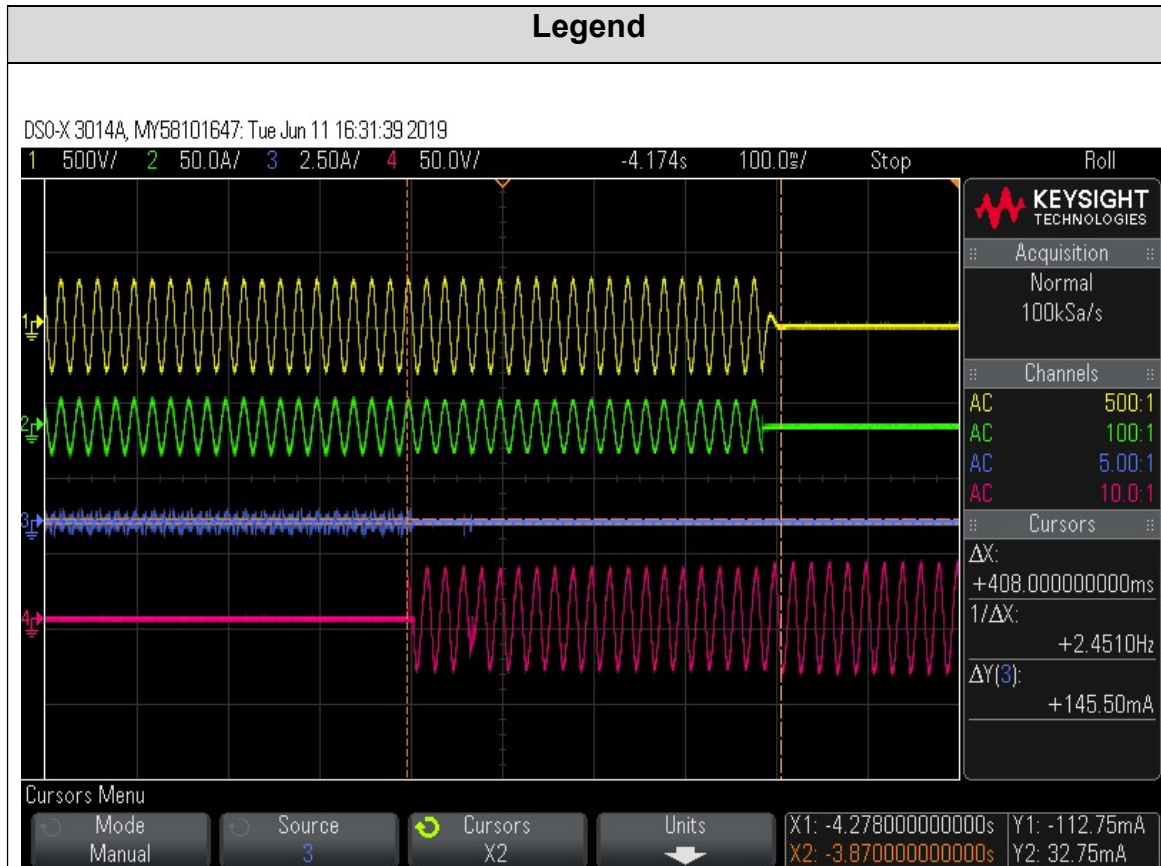 Legend
DSO-X 3014A, MY58101647: Tue Jun 11 16:31:39 2019
1 500V/ 2 50.0A/ 3 2.50A/ 4 50.0V/ -4.174s 100.0ms/ Stop Roll
KEYSIGHT
TECHNOLOGIES
Acquisition
Normal
100kSa/s
1
Channels
AC 500:1
2
AC 100:1
AC 5.00:1
AC 10.0:1
3
Cursors
ΔX:
+408.000000000ms
4
1/ΔX:
+2.4510Hz
ΔY(3):
+145.50mA
Cursors Menu
Mode
Manual
Source
3
Cursors
X2
Units
X1: -4.278000000000s Y1: -112.75mA
X2: -3.870000000000s Y2: 32.75mA